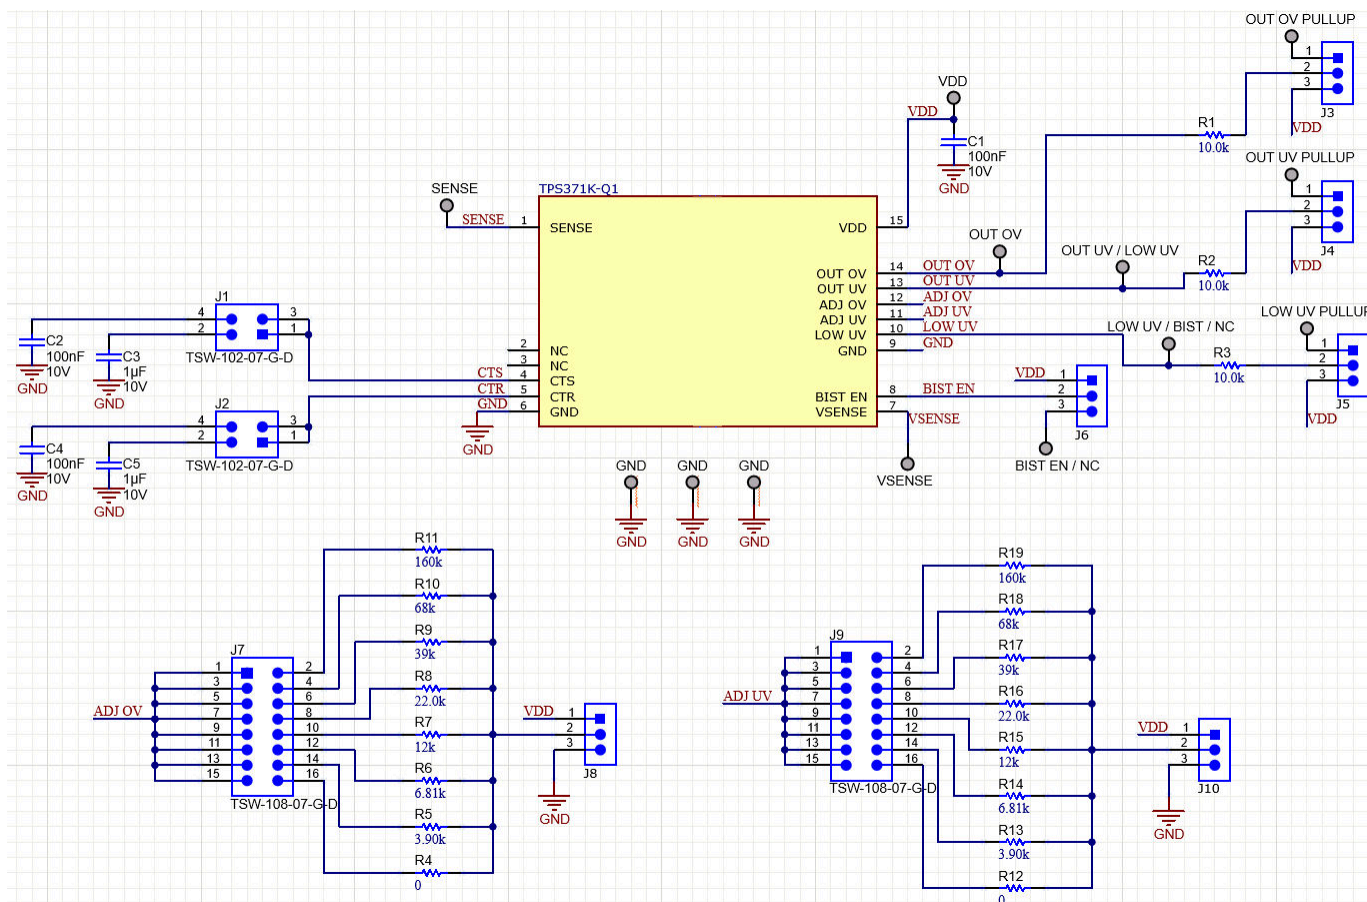 OUT OV PULLUP
1
2
3
J3
VDD
R1
10.0k
OUT UV PULLUP
1
2
3
J4
VDD
R2
10.0k
LOW UV PULLUP
1
2
3
J5
VDD
R3
10.0k
VDD
VDD
C1
100nF
10V
GND
SENSE
SENSE
TPS371K-Q1
1 SENSE
2 NC
3 NC
CTS 4 CTS
CTR 5 CTR
GND 6 GND
GND
VDD 15
OUT OV 14 OUT OV
OUT UV 13 OUT UV
ADJ OV 12 ADJ OV
ADJ UV 11 ADJ UV
LOW UV 10 LOW UV
GND 9 GND
BIST EN 8 BIST EN
VSENSE 7 VSENSE
OUT OV
OUT UV / LOW UV
LOW UV / BIST / NC
VDD 1
2
3
J6
BIST EN / NC
VSENSE
J1
4 3
2 1
TSW-102-07-G-D
C2
100nF
10V
GND
C3
1µF
10V
GND
J2
4 3
2 1
TSW-102-07-G-D
C4
100nF
10V
GND
C5
1µF
10V
GND
GND GND GND
GND GND GND
R11
160k
R10
68k
R9
39k
R8
22.0k
R7
12k
R6
6.81k
R5
3.90k
R4
0
J7
1 2
3 4
5 6
7 8
9 10
11 12
13 14
15 16
TSW-108-07-G-D
ADJ OV
VDD 1
2
3
J8
GND
R19
160k
R18
68k
R17
39k
R16
22.0k
R15
12k
R14
6.81k
R13
3.90k
R12
0
J9
1 2
3 4
5 6
7 8
9 10
11 12
13 14
15 16
TSW-108-07-G-D
ADJ UV
VDD 1
2
3
J10
GND